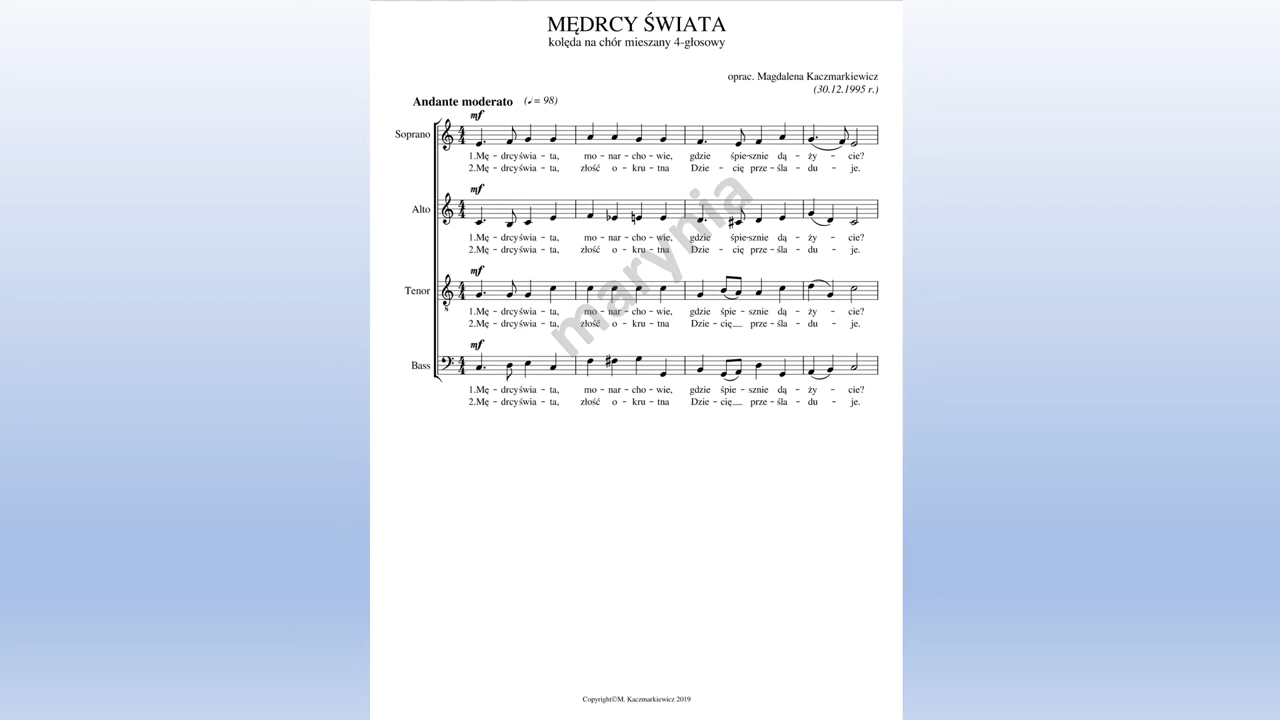 MĘDRCY ŚWIATA
kolęda na chór mieszany 4-głosowy
oprac. Magdalena Kaczmarkiewicz
(30.12.1995 r.)
Andante moderato (♩= 98)
mf
Soprano
1.Mę - drcy świa - ta, mo - nar - cho - wie, gdzie śpie-sznie dą - ży - cie?
2.Mę - drcy świa - ta, złość o - kru - tna Dzie - cię prze - śla - du - je.
mf
Alto
1.Mę - drcy świa - ta, mo - nar - cho - wie, gdzie śpie-sznie dą - ży - cie?
2.Mę - drcy świa - ta, złość o - kru - tna Dzie - cię prze - śla - du - je.
mf
Tenor
1.Mę - drcy świa - ta, mo - nar - cho - wie, gdzie śpie - sznie dą - ży - cie?
2.Mę - drcy świa - ta, złość o - kru - tna Dzie - cię__ prze - śla - du - je.
mf
Bass
1.Mę - drcy świa - ta, mo - nar - cho - wie, gdzie śpie - sznie dą - ży - cie?
2.Mę - drcy świa - ta, złość o - kru - tna Dzie - cię__ prze - śla - du - je.
marynia
Copyright©M. Kaczmarkiewicz 2019